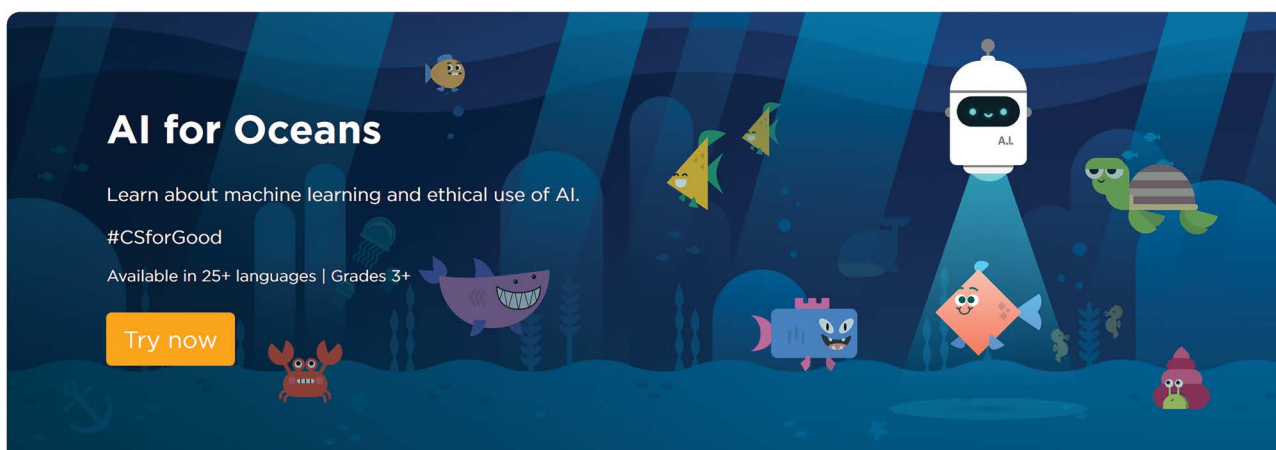 AI for Oceans
Learn about machine learning and ethical use of AI.
#CSforGood
Available in 25+ languages | Grades 3+
Try now
A.I.